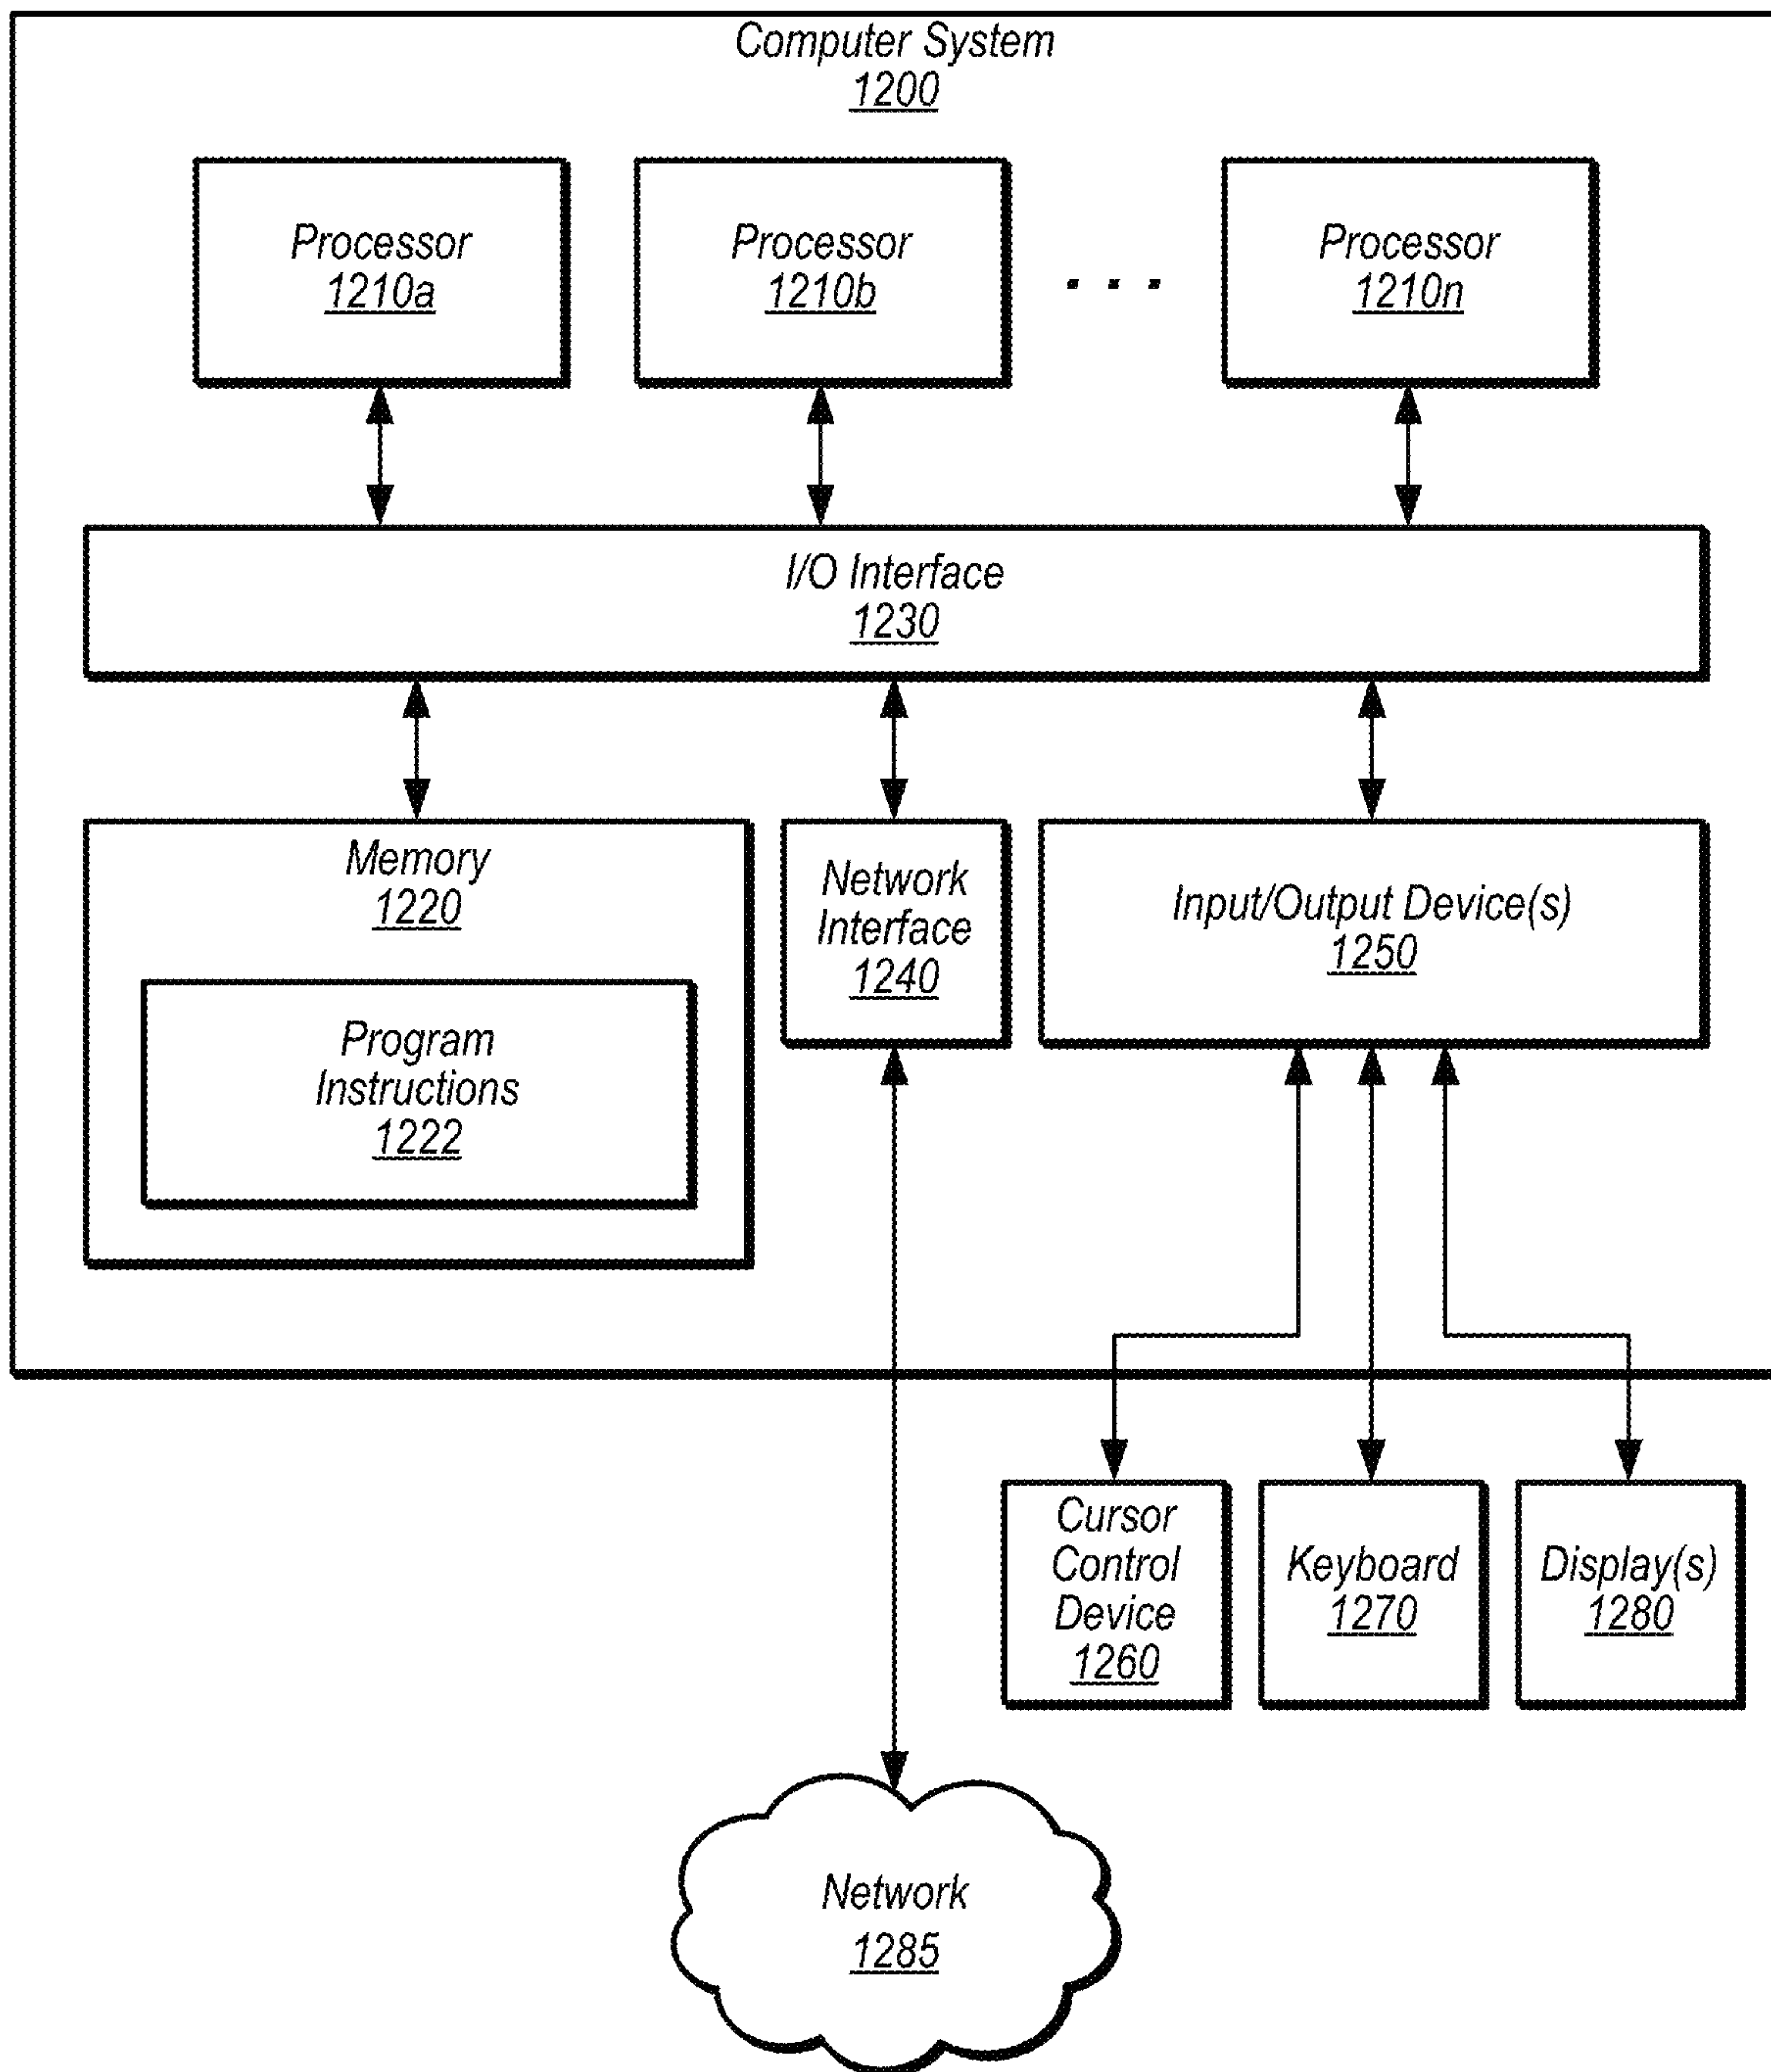 Computer System
1200
Processor
1210a
Processor
1210b
. . .
Processor
1210n
I/O Interface
1230
Memory
1220
Program
Instructions
1222
Network
Interface
1240
Input/Output Device(s)
1250
Cursor
Control
Device
1260
Keyboard
1270
Display(s)
1280
Network
1285